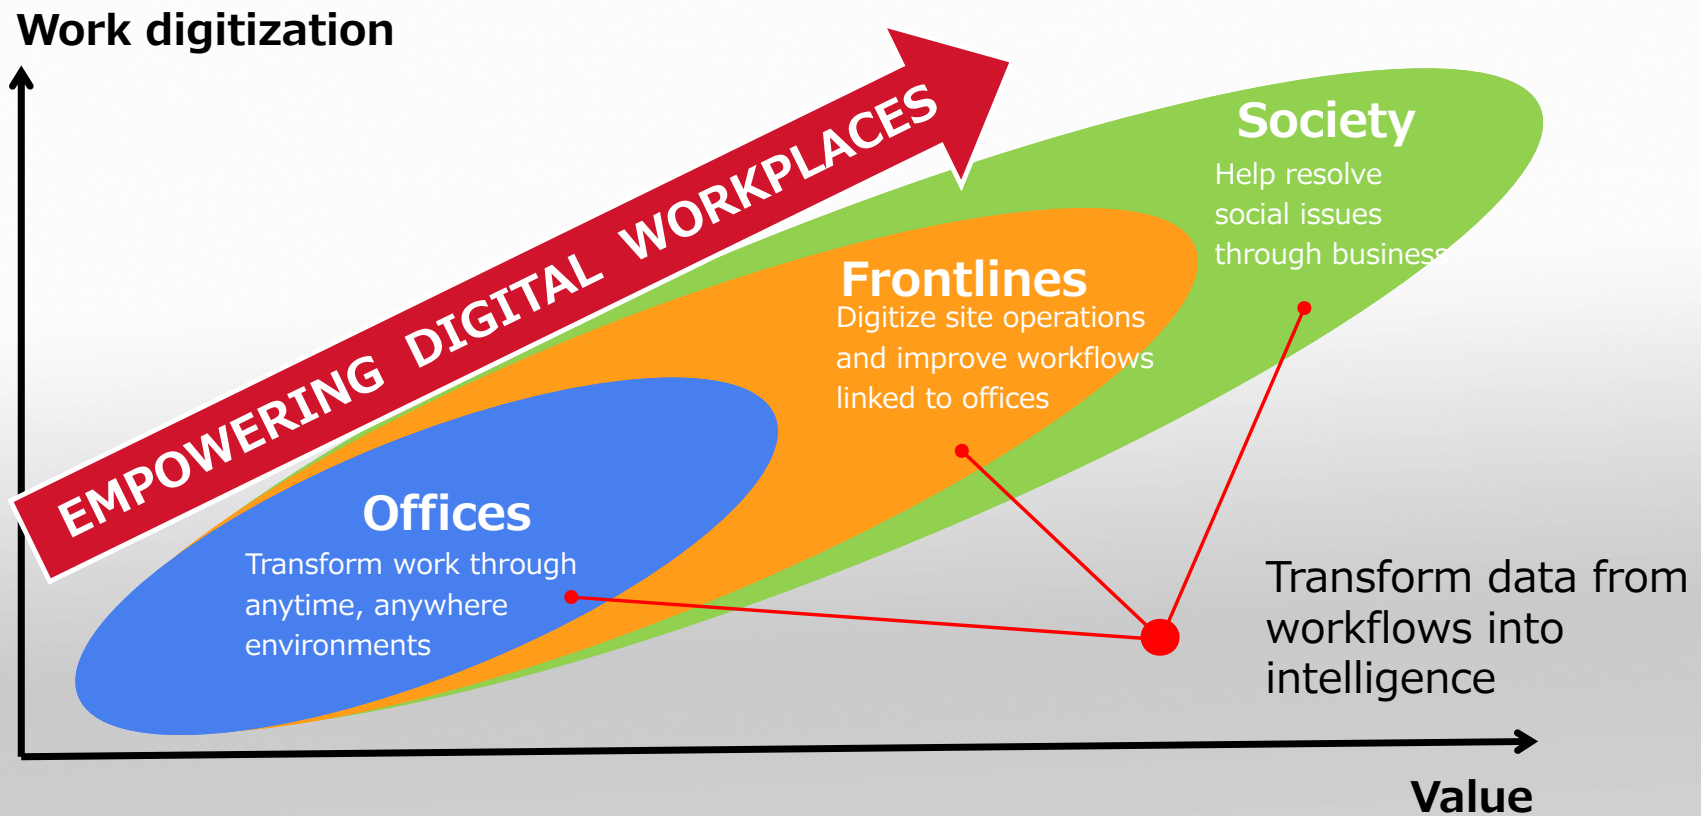 Work digitization
EMPOWERING DIGITAL WORKPLACES
Society
Help resolve
social issues
through business
Frontlines
Digitize site operations
and improve workflows
linked to offices
Offices
Transform work through
anytime, anywhere
environments
Transform data from
workflows into
intelligence
Value